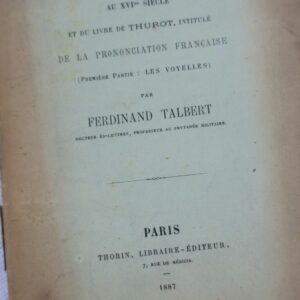 AU XVIme SIÈCLE
ET DU LIVRE DE THUROT, INTITULÉ
DE LA PRONONCIATION FRANÇAISE
(PREMIÈRE PARTIE : LES VOYELLES)
PAR
FERDINAND TALBERT
DOCTEUR ÈS-LETTRES, PROFESSEUR AU PRYTANÉE MILITAIRE.
PARIS
THORIN, LIBRAIRE-ÉDITEUR,
7, RUE DE MÉDICIS.
1887